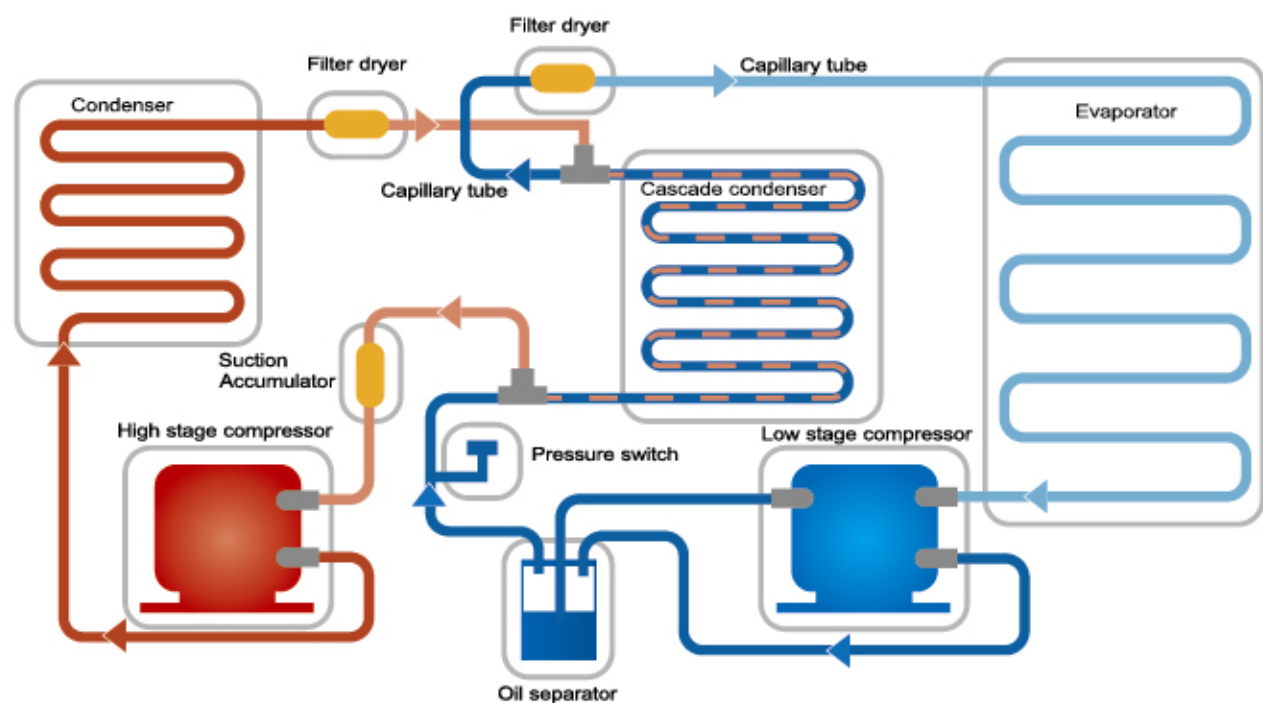 Filter dryer
Filter dryer
Capillary tube
Condenser
Evaporator
Capillary tube
Cascade condenser
Suction
Accumulator
High stage compressor
Low stage compressor
Pressure switch
Oil separator